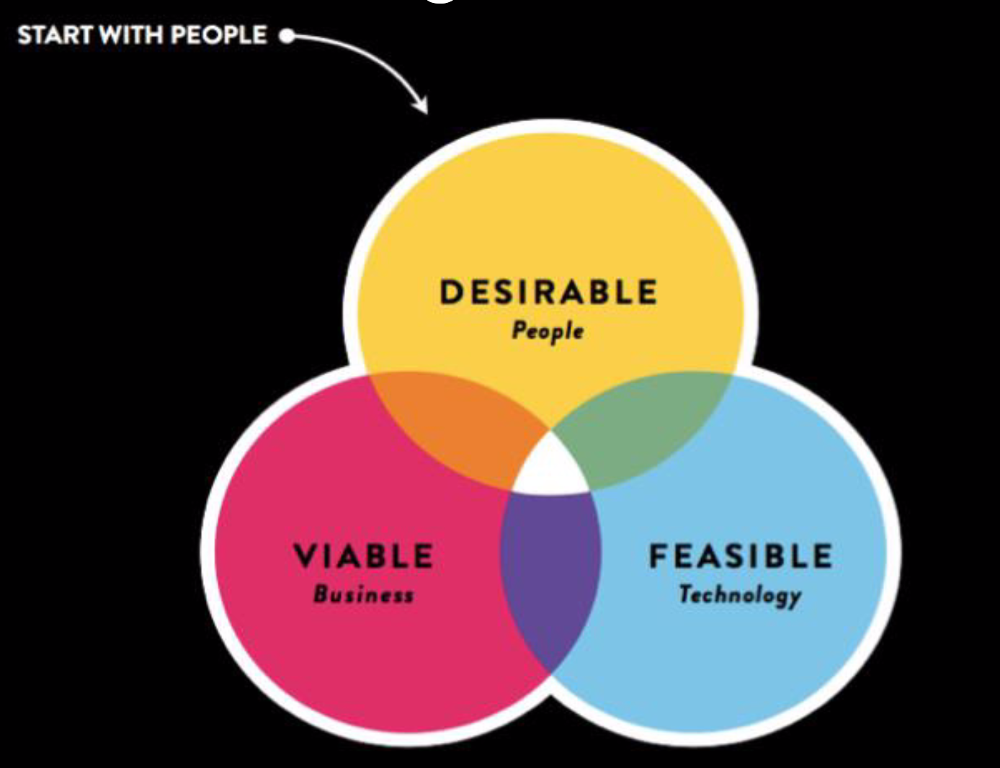 START WITH PEOPLE
DESIRABLE
People
VIABLE
Business
FEASIBLE
Technology